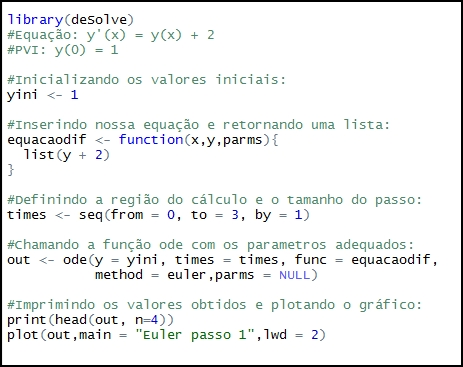 library(deSolve)
#Equação: y'(x) = y(x) + 2
#PVI: y(0) = 1
#Inicializando os valores iniciais:
yini <- 1
#Inserindo nossa equação e retornando uma lista:
equacaodif <- function(x,y,parms){
list(y + 2)
}
#Definindo a região do cálculo e o tamanho do passo:
times <- seq(from = 0, to = 3, by = 1)
#Chamando a função ode com os parametros adequados:
out <- ode(y = yini, times = times, func = equacaodif,
method = euler,parms = NULL)
#Imprimindo os valores obtidos e plotando o gráfico:
print(head(out, n=4))
plot(out,main = "Euler passo 1",lwd = 2)